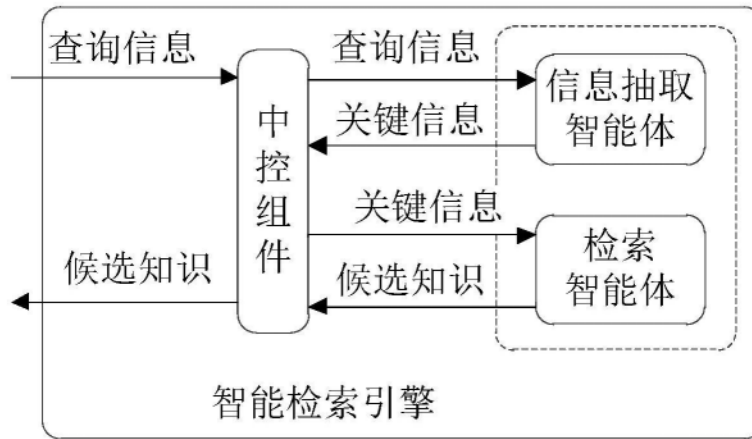 查询信息
查询信息
信息抽取
智能体
关键信息
中
控
组
件
关键信息
检索
智能体
候选知识
候选知识
智能检索引擎